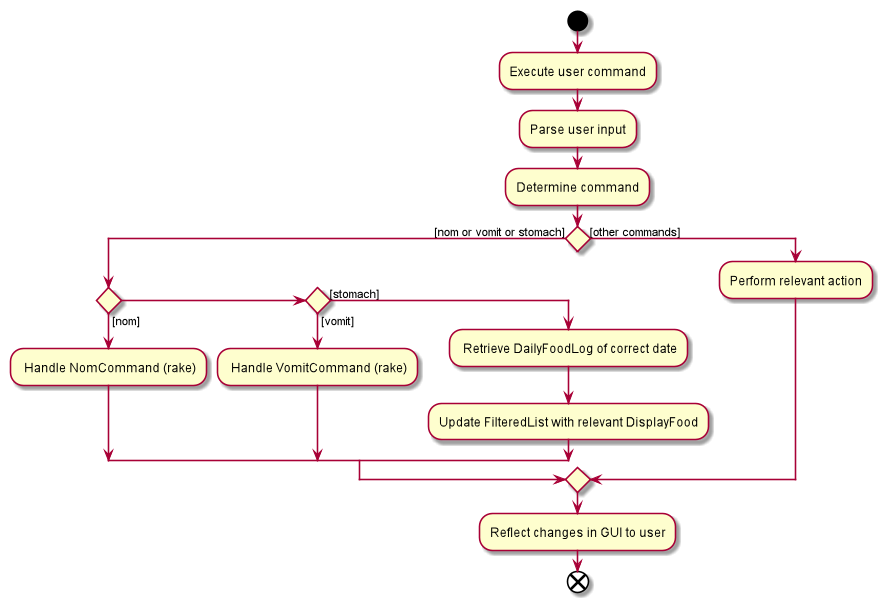 Execute user command
Parse user input
Determine command
[nom or vomit or stomach]
[other commands]
Perform relevant action
[nom]
[stomach]
[vomit]
Handle NomCommand (rake)
Handle VomitCommand (rake)
Retrieve DailyFoodLog of correct date
Update FilteredList with relevant DisplayFood
Reflect changes in GUI to user